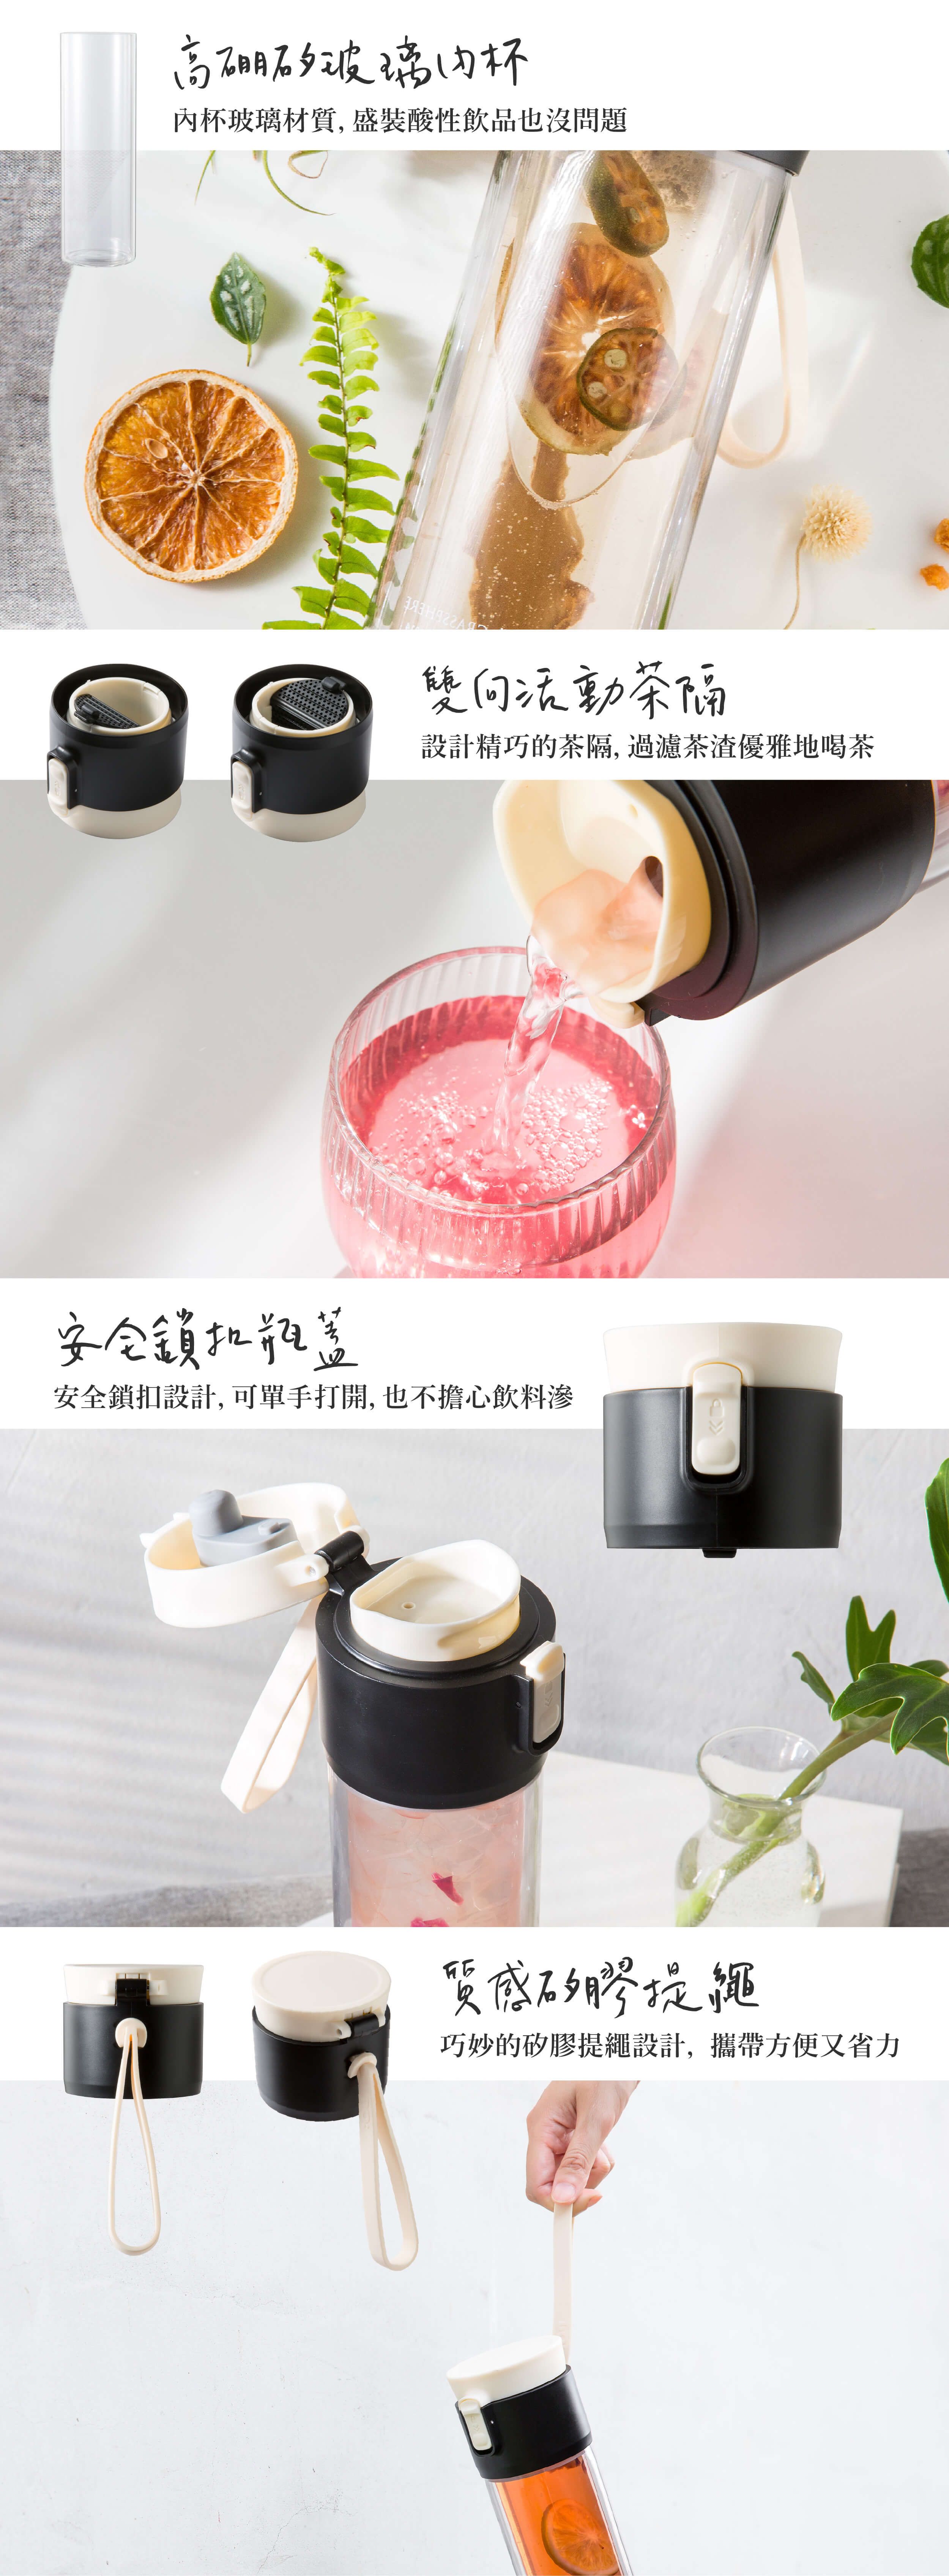 高硼矽玻璃內杯
內杯玻璃材質, 盛裝酸性飲品也沒問題
雙向活動茶隔
設計精巧的茶隔, 過濾茶渣優雅地喝茶
安全鎖扣瓶蓋
安全鎖扣設計, 可單手打開, 也不擔心飲料滲
質感矽膠提繩
巧妙的矽膠提繩設計, 攜帶方便又省力